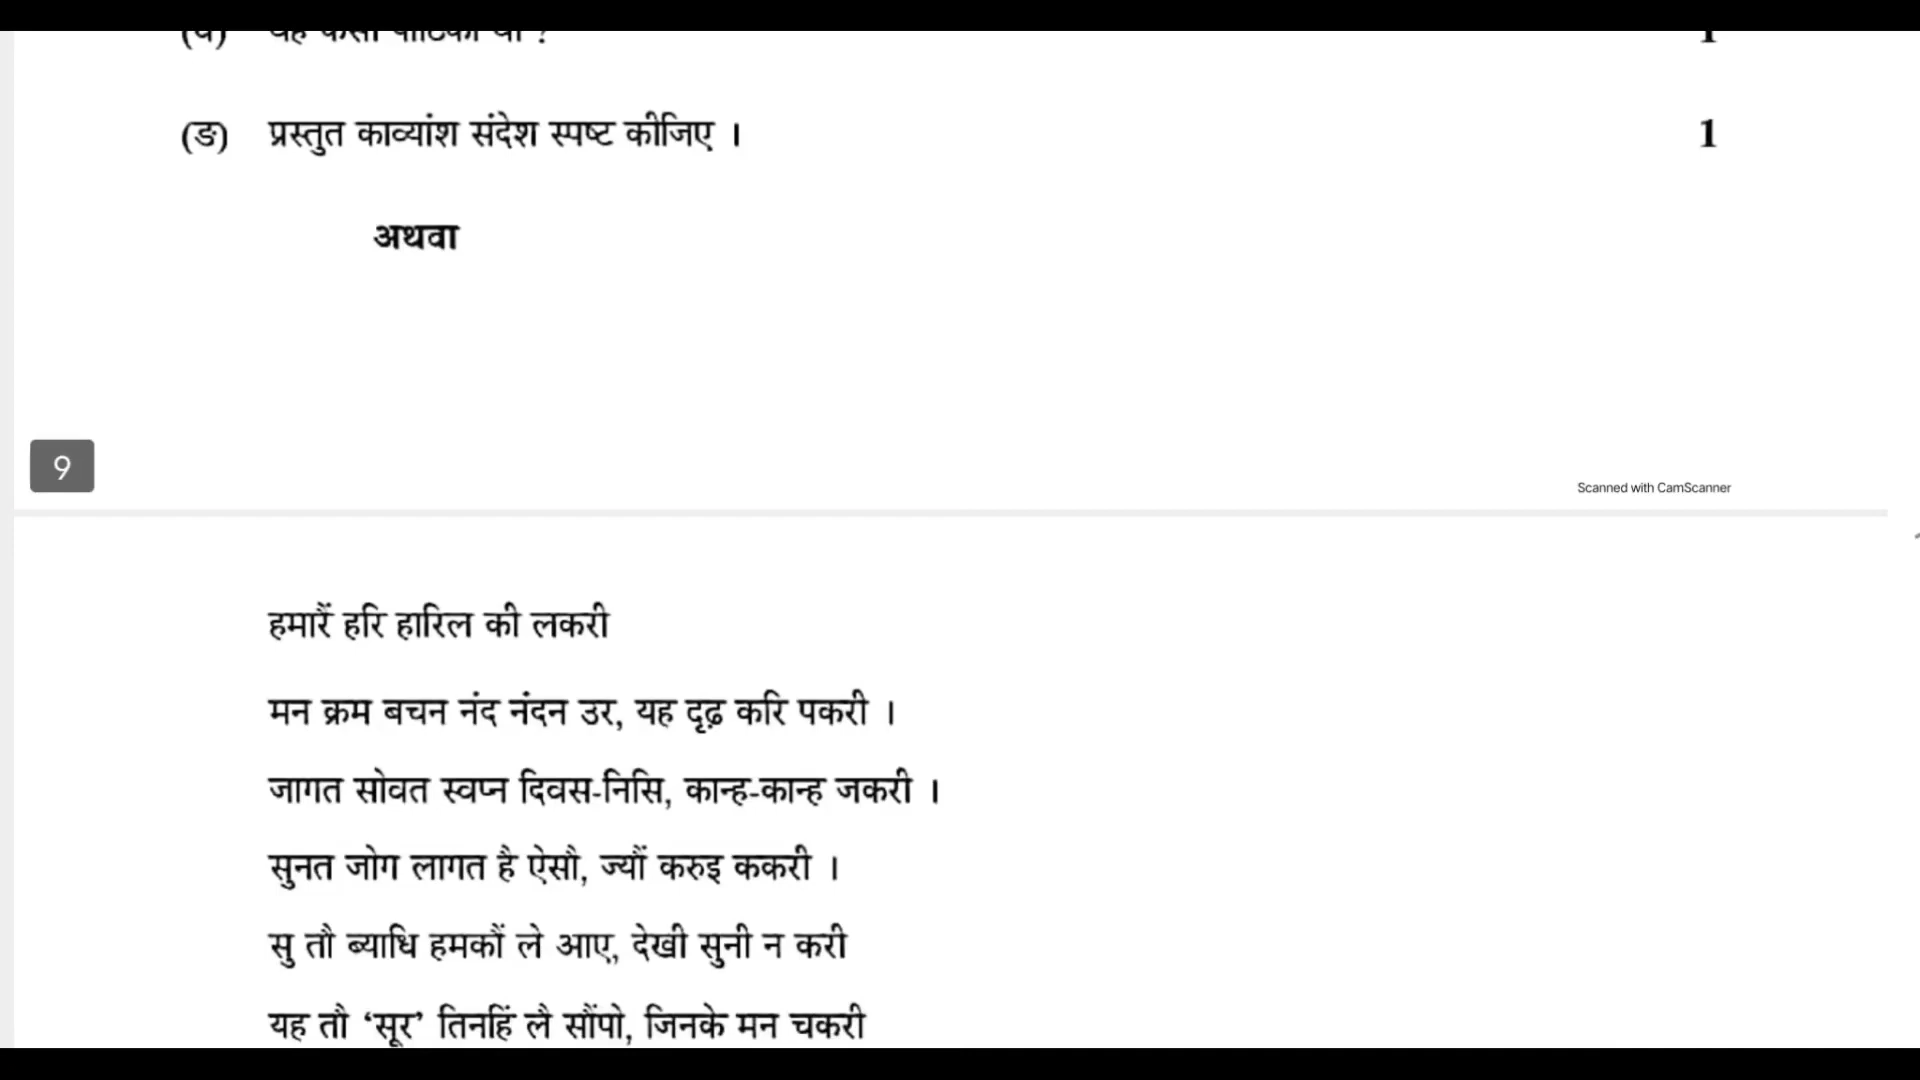 (ङ) प्रस्तुत काव्यांश संदेश स्पष्ट कीजिए । 1
अथवा
9
Scanned with CamScanner
हमारैं हरि हारिल की लकरी
मन क्रम बचन नंद नंदन उर, यह दृढ़ करि पकरी ।
जागत सोवत स्वप्न दिवस-निसि, कान्ह-कान्ह जकरी ।
सुनत जोग लागत है ऐसौ, ज्यौं करुइ ककरी ।
सु तौ ब्याधि हमकौं ले आए, देखी सुनी न करी
यह तौ ‘सूर’ तिनहिं लै सौंपो, जिनके मन चकरी